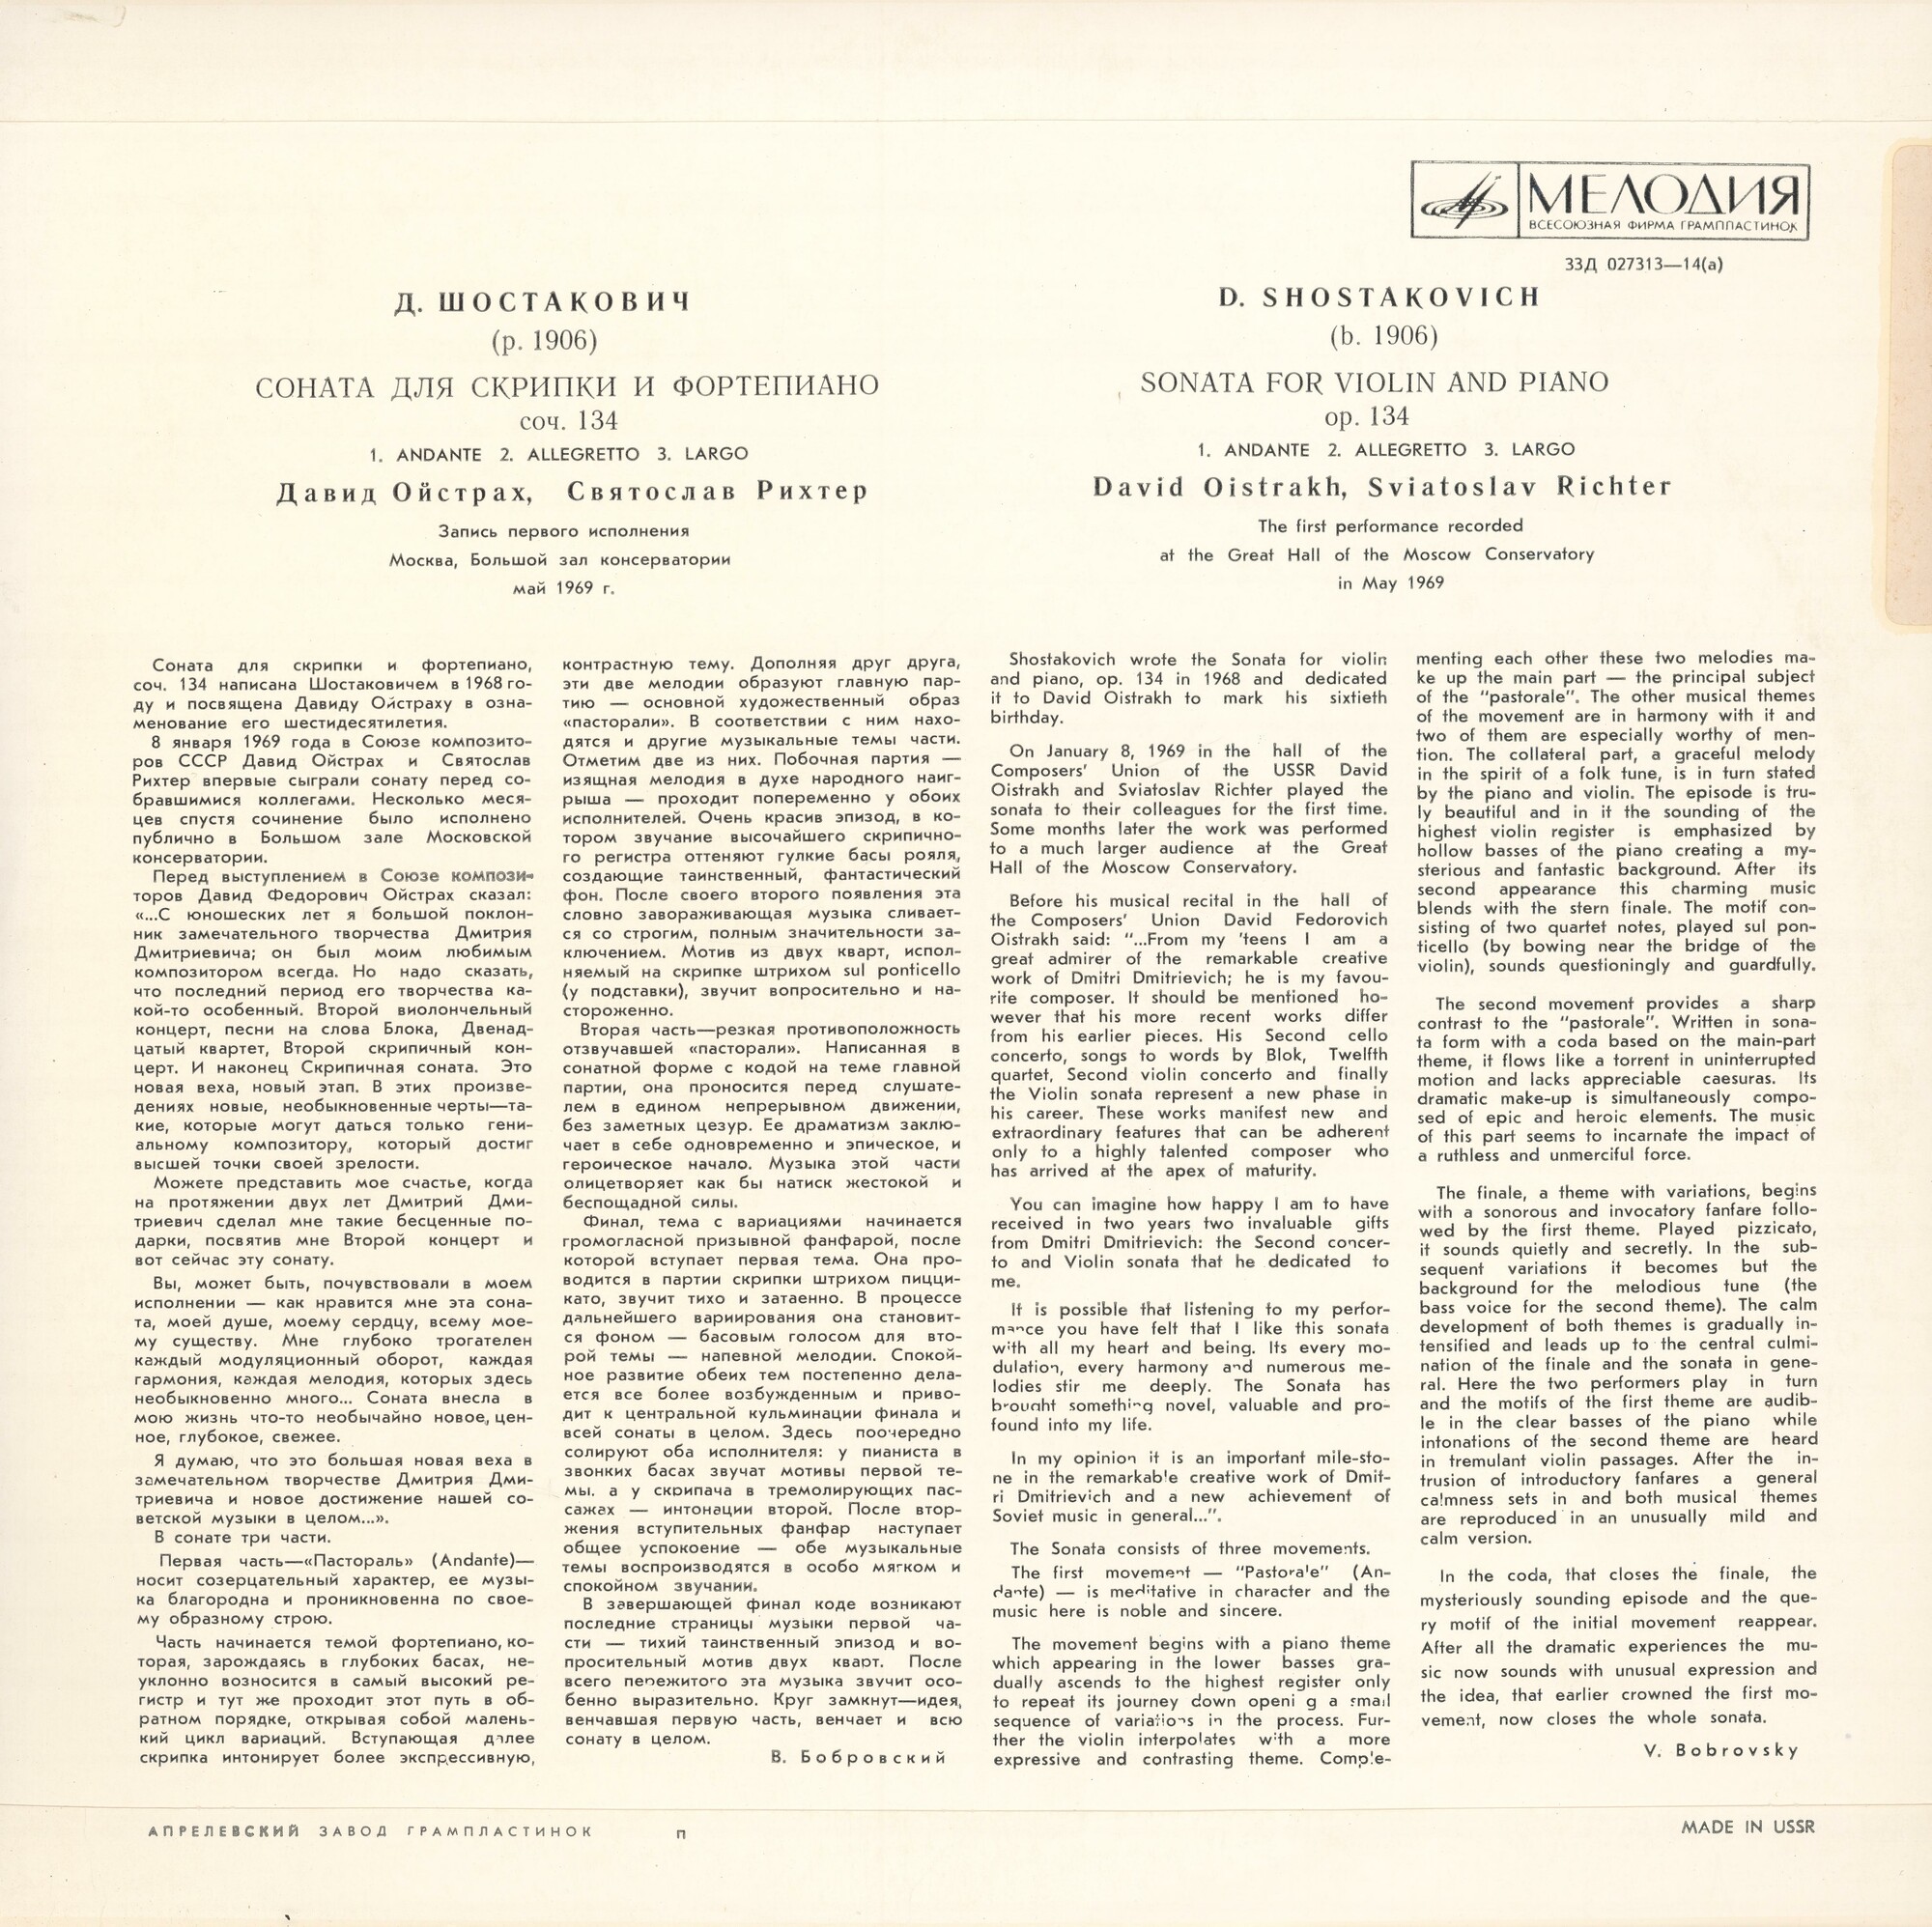 МЕЛОДИЯ
ВСЕСОЮЗНАЯ ФИРМА ГРАМПЛАСТИНОК
33Д 027313—14(а)
Д. ШОСТАКОВИЧ
(р. 1906)
СОНАТА ДЛЯ СКРИПКИ И ФОРТЕПИАНО
соч. 134
1. ANDANTE 2. ALLEGRETTO 3. LARGO
Давид Ойстрах, Святослав Рихтер
Запись первого исполнения
Москва, Большой зал консерватории
май 1969 г.
D. SHOSTAKOVICH
(b. 1906)
SONATA FOR VIOLIN AND PIANO
op. 134
1. ANDANTE 2. ALLEGRETTO 3. LARGO
David Oistrakh, Sviatoslav Richter
The first performance recorded
at the Great Hall of the Moscow Conservatory
in May 1969
Соната для скрипки и фортепиано,
соч. 134 написана Шостаковичем в 1968 го-
ду и посвящена Давиду Ойстраху в озна-
менование его шестидесятилетия.
8 января 1969 года в Союзе композито-
ров СССР Давид Ойстрах и Святослав
Рихтер впервые сыграли сонату перед со-
бравшимися коллегами. Несколько меся-
цев спустя сочинение было исполнено
публично в Большом зале Московской
консерватории.
Перед выступлением в Союзе компози-
торов Давид Федорович Ойстрах сказал:
«...С юношеских лет я большой поклон-
ник замечательного творчества Дмитрия
Дмитриевича; он был моим любимым
композитором всегда. Но надо сказать,
что последний период его творчества ка-
кой-то особенный. Второй виолончельный
концерт, песни на слова Блока, Двенад-
цатый квартет, Второй скрипичный кон-
церт. И наконец Скрипичная соната. Это
новая веха, новый этап. В этих произве-
дениях новые, необыкновенные черты—та-
кие, которые могут даться только гени-
альному композитору, который достиг
высшей точки своей зрелости.
Можете представить мое счастье, когда
на протяжении двух лет Дмитрий Дми-
триевич сделал мне такие бесценные по-
дарки, посвятив мне Второй концерт и
вот сейчас эту сонату.
Вы, может быть, почувствовали в моем
исполнении — как нравится мне эта сона-
та, моей душе, моему сердцу, всему мое-
му существу. Мне глубоко трогателен
каждый модуляционный оборот, каждая
гармония, каждая мелодия, которых здесь
необыкновенно много... Соната внесла в
мою жизнь что-то необычайно новое, цен-
ное, глубокое, свежее.
Я думаю, что это большая новая веха в
замечательном творчестве Дмитрия Дми-
триевича и новое достижение нашей со-
ветской музыки в целом...».
В сонате три части.
Первая часть—«Пастораль» (Andante)—
носит созерцательный характер, ее музы-
ка благородна и проникновенна по свое-
му образному строю.
Часть начинается темой фортепиано, ко-
торая, зарождаясь в глубоких басах, не-
уклонно возносится в самый высокий ре-
гистр и тут же проходит этот путь в об-
ратном порядке, открывая собой малень-
кий цикл вариаций. Вступающая далее
скрипка интонирует более экспрессивную,
контрастную тему. Дополняя друг друга,
эти две мелодии образуют главную пар-
тию — основной художественный образ
«пасторали». В соответствии с ним нахо-
дятся и другие музыкальные темы части.
Отметим две из них. Побочная партия —
изящная мелодия в духе народного наиг-
рыша — проходит попеременно у обоих
исполнителей. Очень красив эпизод, в ко-
тором звучание высочайшего скрипично-
го регистра оттеняют гулкие басы рояля,
создающие таинственный, фантастический
фон. После своего второго появления эта
словно завораживающая музыка сливает-
ся со строгим, полным значительности за-
ключением. Мотив из двух кварт, испол-
няемый на скрипке штрихом sul ponticello
(у подставки), звучит вопросительно и на-
стороженно.
Вторая часть—резкая противоположность
отзвучавшей «пасторали». Написанная в
сонатной форме с кодой на теме главной
партии, она проносится перед слушате-
лем в едином непрерывном движении,
без заметных цезур. Ее драматизм заклю-
чает в себе одновременно и эпическое, и
героическое начало. Музыка этой части
олицетворяет как бы натиск жестокой и
беспощадной силы.
Финал, тема с вариациями начинается
громогласной призывной фанфарой, после
которой вступает первая тема. Она про-
водится в партии скрипки штрихом пицци-
като, звучит тихо и затаенно. В процессе
дальнейшего вариирования она становит-
ся фоном — басовым голосом для вто-
рой темы — напевной мелодии. Спокой-
ное развитие обеих тем постепенно дела-
ется все более возбужденным и приво-
дит к центральной кульминации финала и
всей сонаты в целом. Здесь поочередно
солируют оба исполнителя: у пианиста в
звонких басах звучат мотивы первой те-
мы, а у скрипача в тремолирующих пас-
сажах — интонации второй. После втор-
жения вступительных фанфар наступает
общее успокоение — обе музыкальные
темы воспроизводятся в особо мягком и
спокойном звучании.
В завершающей финал коде возникают
последние страницы музыки первой ча-
сти — тихий таинственный эпизод и во-
просительный мотив двух кварт. После
всего пережитого эта музыка звучит осо-
бенно выразительно. Круг замкнут—идея,
венчавшая первую часть, венчает и всю
сонату в целом.
В. Бобровский
Shostakovich wrote the Sonata for violin
and piano, op. 134 in 1968 and dedicated
it to David Oistrakh to mark his sixtieth
birthday.
On January 8, 1969 in the hall of the
Composers' Union of the USSR David
Oistrakh and Sviatoslav Richter played the
sonata to their colleagues for the first time.
Some months later the work was performed
to a much larger audience at the Great
Hall of the Moscow Conservatory.
Before his musical recital in the hall of
the Composers' Union David Fedorovich
Oistrakh said: “...From my 'teens I am a
great admirer of the remarkable creative
work of Dmitri Dmitrievich; he is my favou-
rite composer. It should be mentioned ho-
wever that his more recent works differ
from his earlier pieces. His Second cello
concerto, songs to words by Blok, Twelfth
quartet, Second violin concerto and finally
the Violin sonata represent a new phase in
his career. These works manifest new and
extraordinary features that can be adherent
only to a highly talented composer who
has arrived at the apex of maturity.
You can imagine how happy I am to have
received in two years two invaluable gifts
from Dmitri Dmitrievich: the Second concer-
to and Violin sonata that he dedicated to
me.
It is possible that listening to my perfor-
mance you have felt that I like this sonata
with all my heart and being. Its every mo-
dulation, every harmony and numerous me-
lodies stir me deeply. The Sonata has
brought something novel, valuable and pro-
found into my life.
In my opinion it is an important mile-sto-
ne in the remarkable creative work of Dmit-
ri Dmitrievich and a new achievement of
Soviet music in general...”.
The Sonata consists of three movements.
The first movement — “Pastorale” (An-
dante) — is meditative in character and the
music here is noble and sincere.
The movement begins with a piano theme
which appearing in the lower basses gra-
dually ascends to the highest register only
to repeat its journey down openi g a small
sequence of variations in the process. Fur-
ther the violin interpolates with a more
expressive and contrasting theme. Comple-
menting each other these two melodies ma-
ke up the main part — the principal subject
of the “pastorale”. The other musical themes
of the movement are in harmony with it and
two of them are especially worthy of men-
tion. The collateral part, a graceful melody
in the spirit of a folk tune, is in turn stated
by the piano and violin. The episode is tru-
ly beautiful and in it the sounding of the
highest violin register is emphasized by
hollow basses of the piano creating a my-
sterious and fantastic background. After its
second appearance this charming music
blends with the stern finale. The motif con-
sisting of two quartet notes, played sul pon-
ticello (by bowing near the bridge of the
violin), sounds questioningly and guardfully.
The second movement provides a sharp
contrast to the “pastorale”. Written in sona-
ta form with a coda based on the main-part
theme, it flows like a torrent in uninterrupted
motion and lacks appreciable caesuras. Its
dramatic make-up is simultaneously compo-
sed of epic and heroic elements. The music
of this part seems to incarnate the impact of
a ruthless and unmerciful force.
The finale, a theme with variations, begins
with a sonorous and invocatory fanfare follo-
wed by the first theme. Played pizzicato,
it sounds quietly and secretly. In the sub-
sequent variations it becomes but the
background for the melodious tune (the
bass voice for the second theme). The calm
development of both themes is gradually in-
tensified and leads up to the central culmi-
nation of the finale and the sonata in gene-
ral. Here the two performers play in turn
and the motifs of the first theme are audib-
le in the clear basses of the piano while
intonations of the second theme are heard
in tremulant violin passages. After the in-
trusion of introductory fanfares a general
calmness sets in and both musical themes
are reproduced in an unusually mild and
calm version.
In the coda, that closes the finale, the
mysteriously sounding episode and the que-
ry motif of the initial movement reappear.
After all the dramatic experiences the mu-
sic now sounds with unusual expression and
the idea, that earlier crowned the first mo-
vement, now closes the whole sonata.
V. Bobrovsky
АПРЕЛЕВСКИЙ ЗАВОД ГРАМПЛАСТИНОК
П
MADE IN USSR